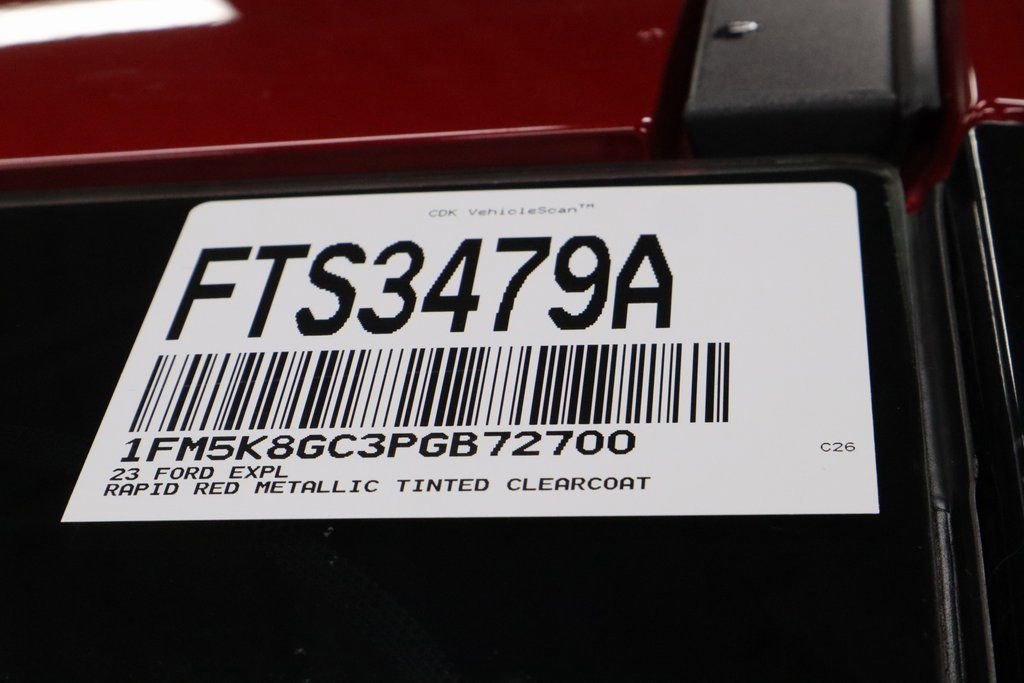 CDK VehicleScan™
FTS3479A
1FM5K8GC3PGB72700
23 FORD EXPL
C26
RAPID RED METALLIC TINTED CLEARCOAT